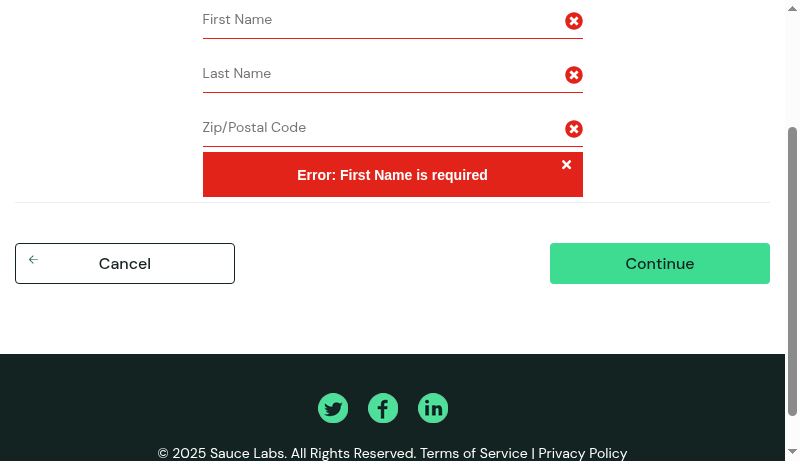 First Name
Last Name
Zip/Postal Code
Error: First Name is required
Cancel
Continue
© 2025 Sauce Labs. All Rights Reserved. Terms of Service | Privacy Policy